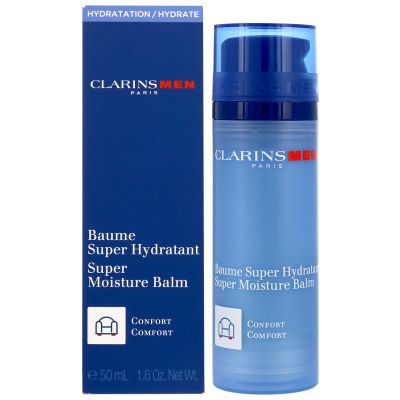 HYDRATATION / HYDRATE
CLARINSMEN
PARIS
Baume
Super Hydratant
Super
Moisture Balm
CONFORT
COMFORT
e 50 mL 1.6 Oz. Net Wt.
CLARINSMEN
PARIS
Baume Super Hydratan
Super Moisture Balm
CONFORT
COMFORT